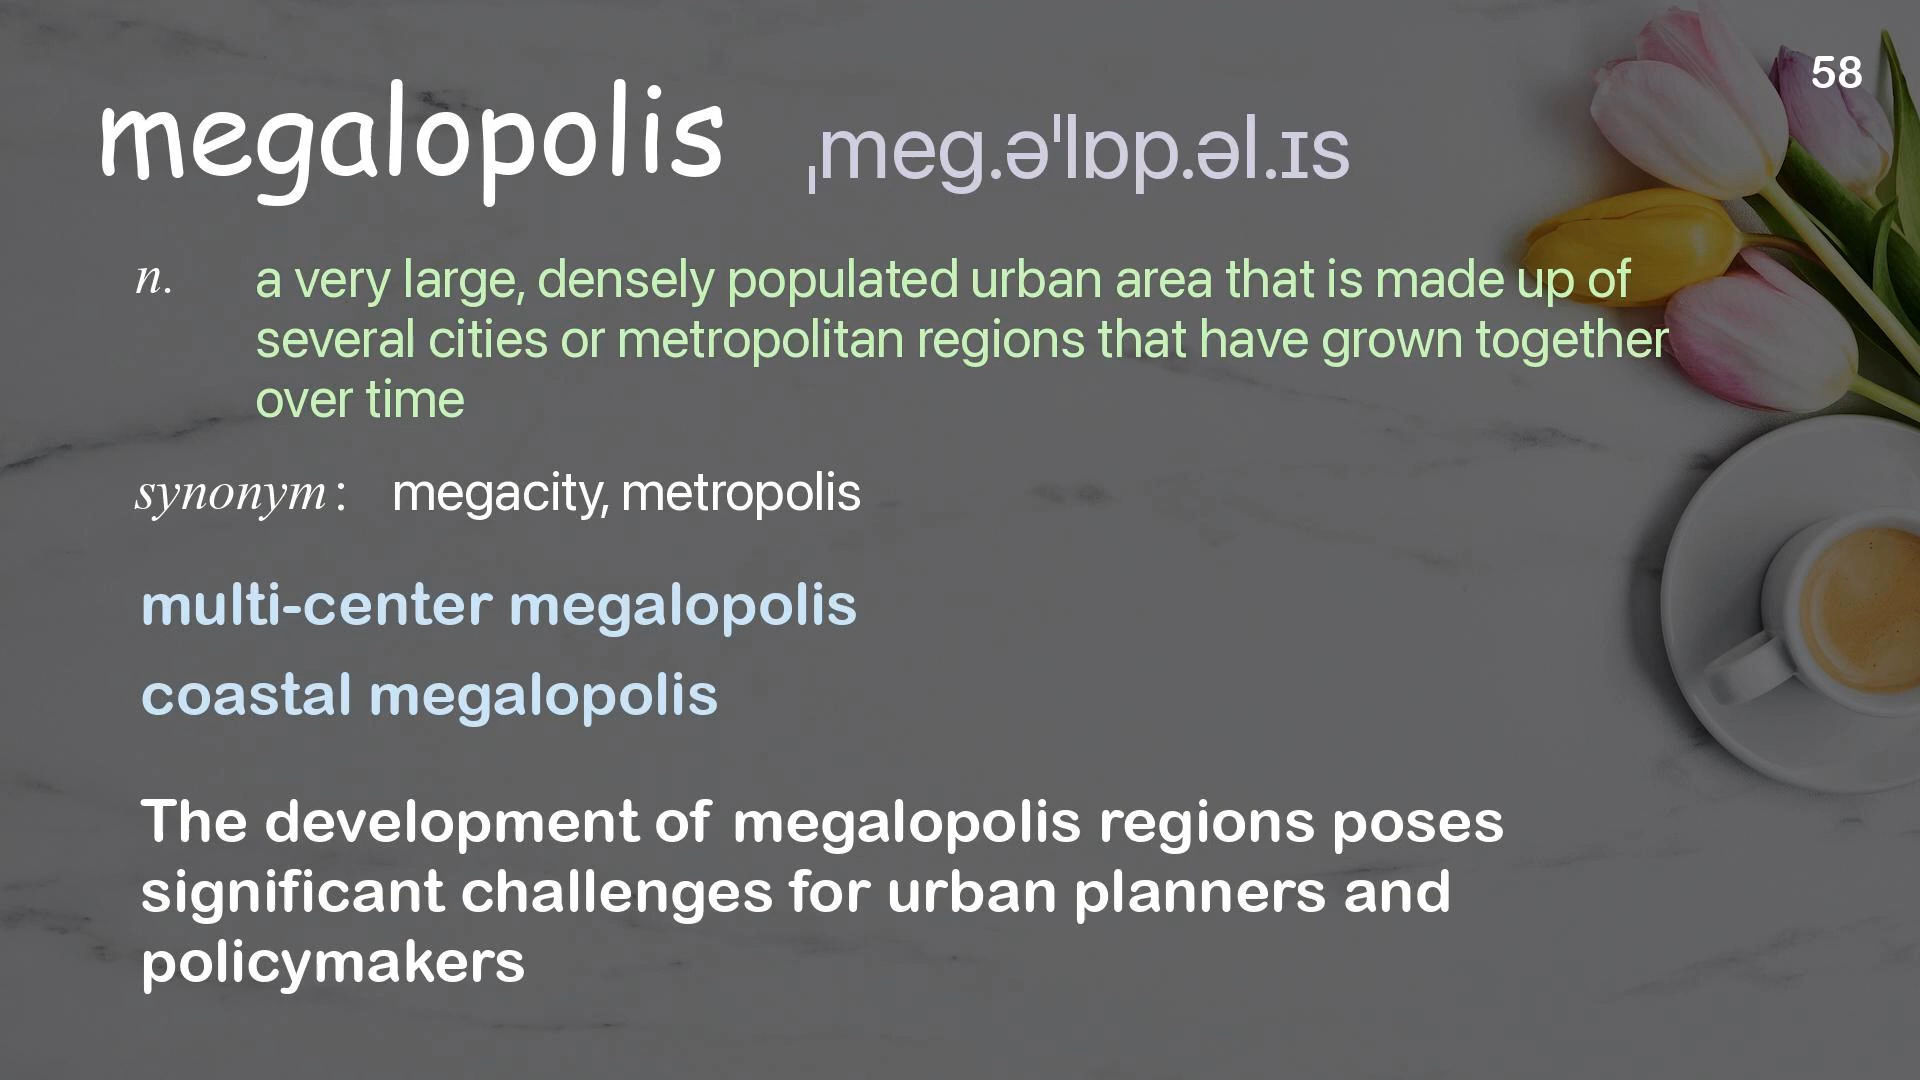 58
megalopolis ˌmeg.əˈlɒp.əl.ɪs
n. a very large, densely populated urban area that is made up of
several cities or metropolitan regions that have grown together
over time
synonym: megacity, metropolis
multi-center megalopolis
coastal megalopolis
The development of megalopolis regions poses
significant challenges for urban planners and
policymakers